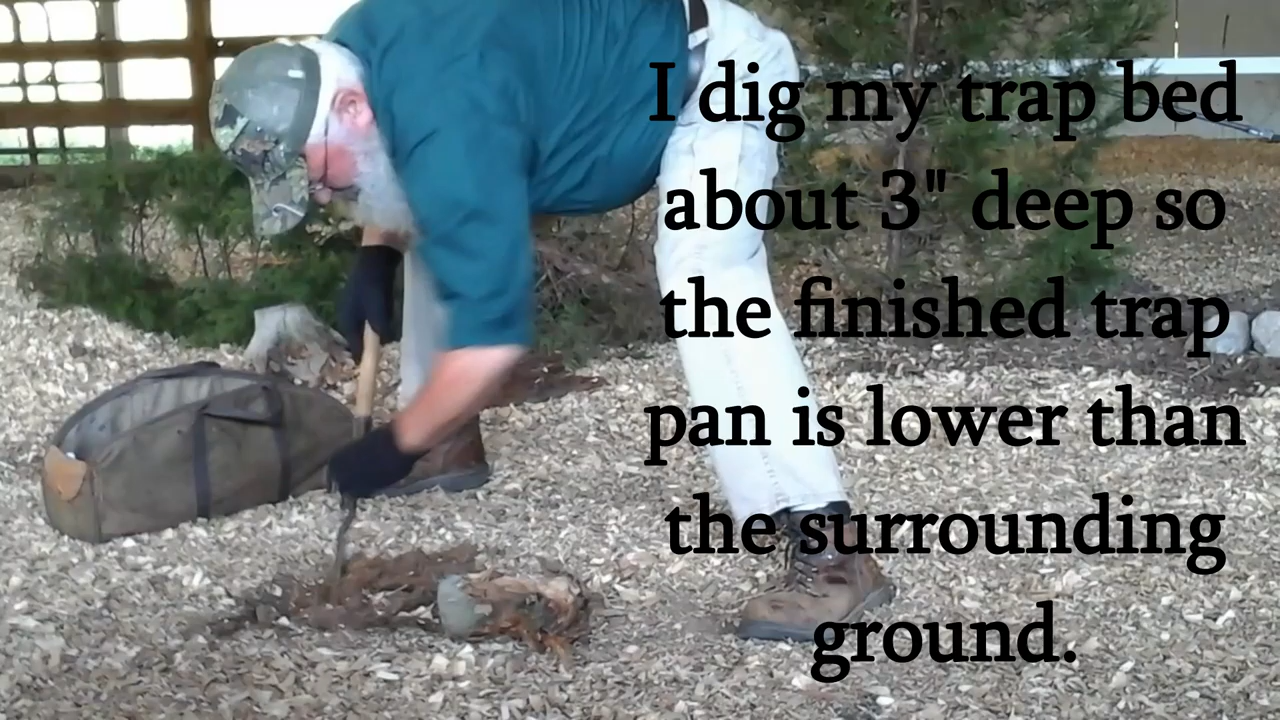 I dig my trap bed
about 3" deep so
the finished trap
pan is lower than
the surrounding
ground.